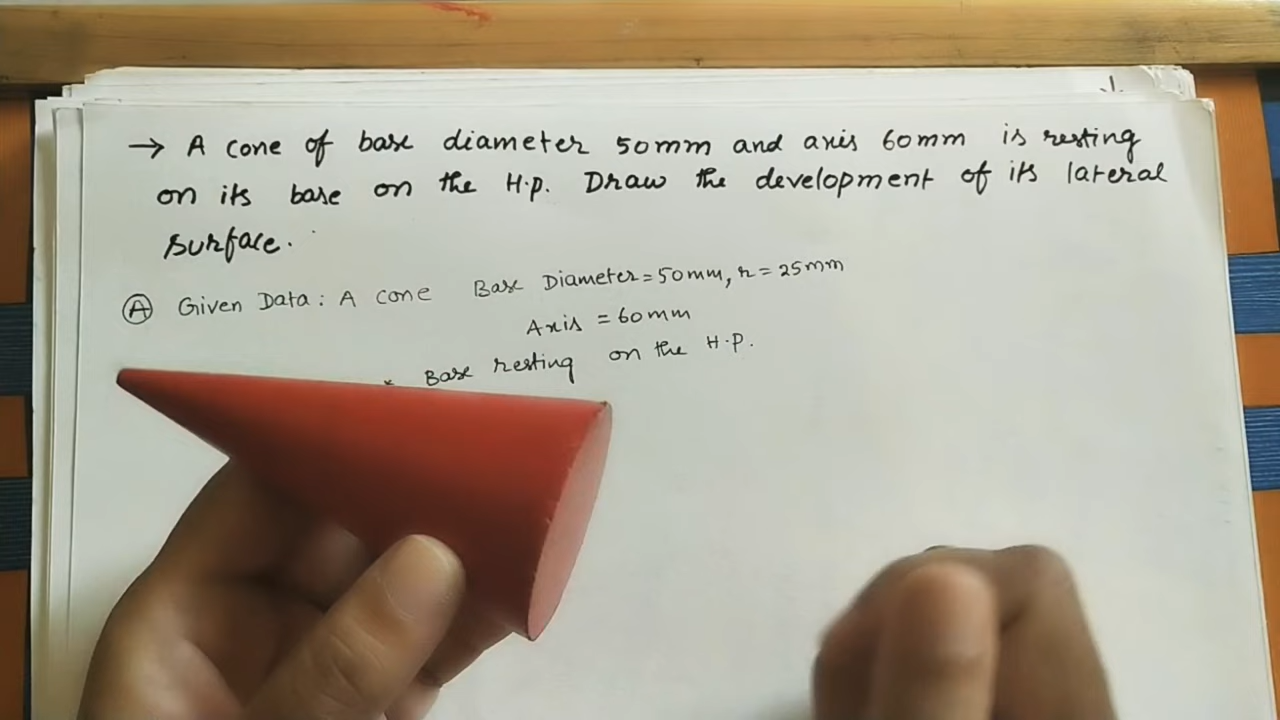 → A cone of base diameter 50mm and axis 60mm is resting
on its base on the H.p. Draw the development of its lateral
surface.
Ⓐ Given Data: A cone Base Diameter=50mm, r=25mm
Axis = 60mm
* Base resting on the H.P.